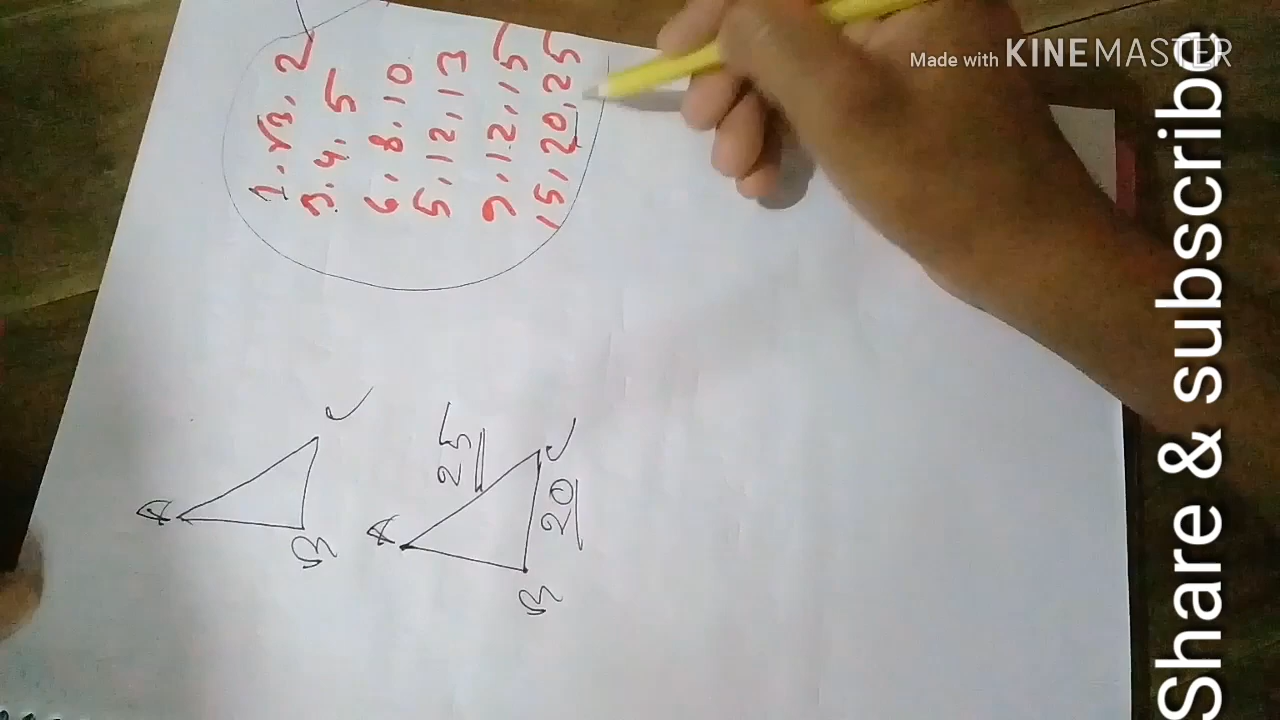 1. √3, 2
3, 4, 5
6, 8, 10
5, 12, 13
9, 12, 15
15, 20, 25
A
B
C
A
B
C
25
20
Made with KINEMASTER
Share & subscribe